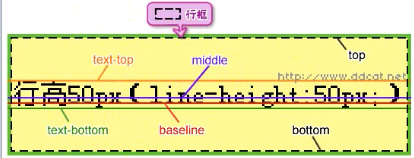 行框
top
text-top
middle
http://www.ddcat.net
行高50px(line-height:50px;)
text-bottom
baseline
bottom